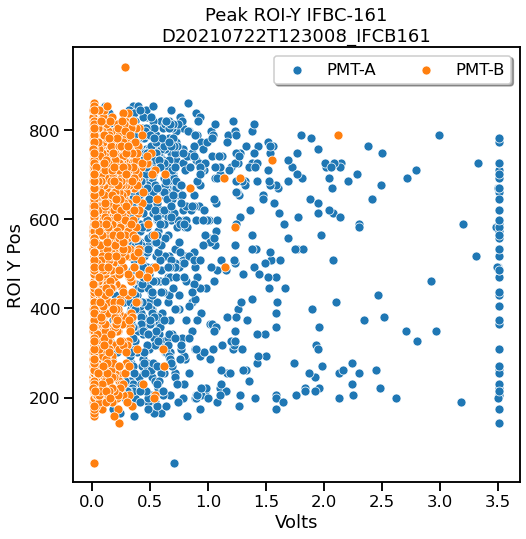 Peak ROI-Y IFBC-161
D20210722T123008_IFCB161
PMT-A PMT-B
ROI Y Pos
800
600
400
200
0.0 0.5 1.0 1.5 2.0 2.5 3.0 3.5
Volts